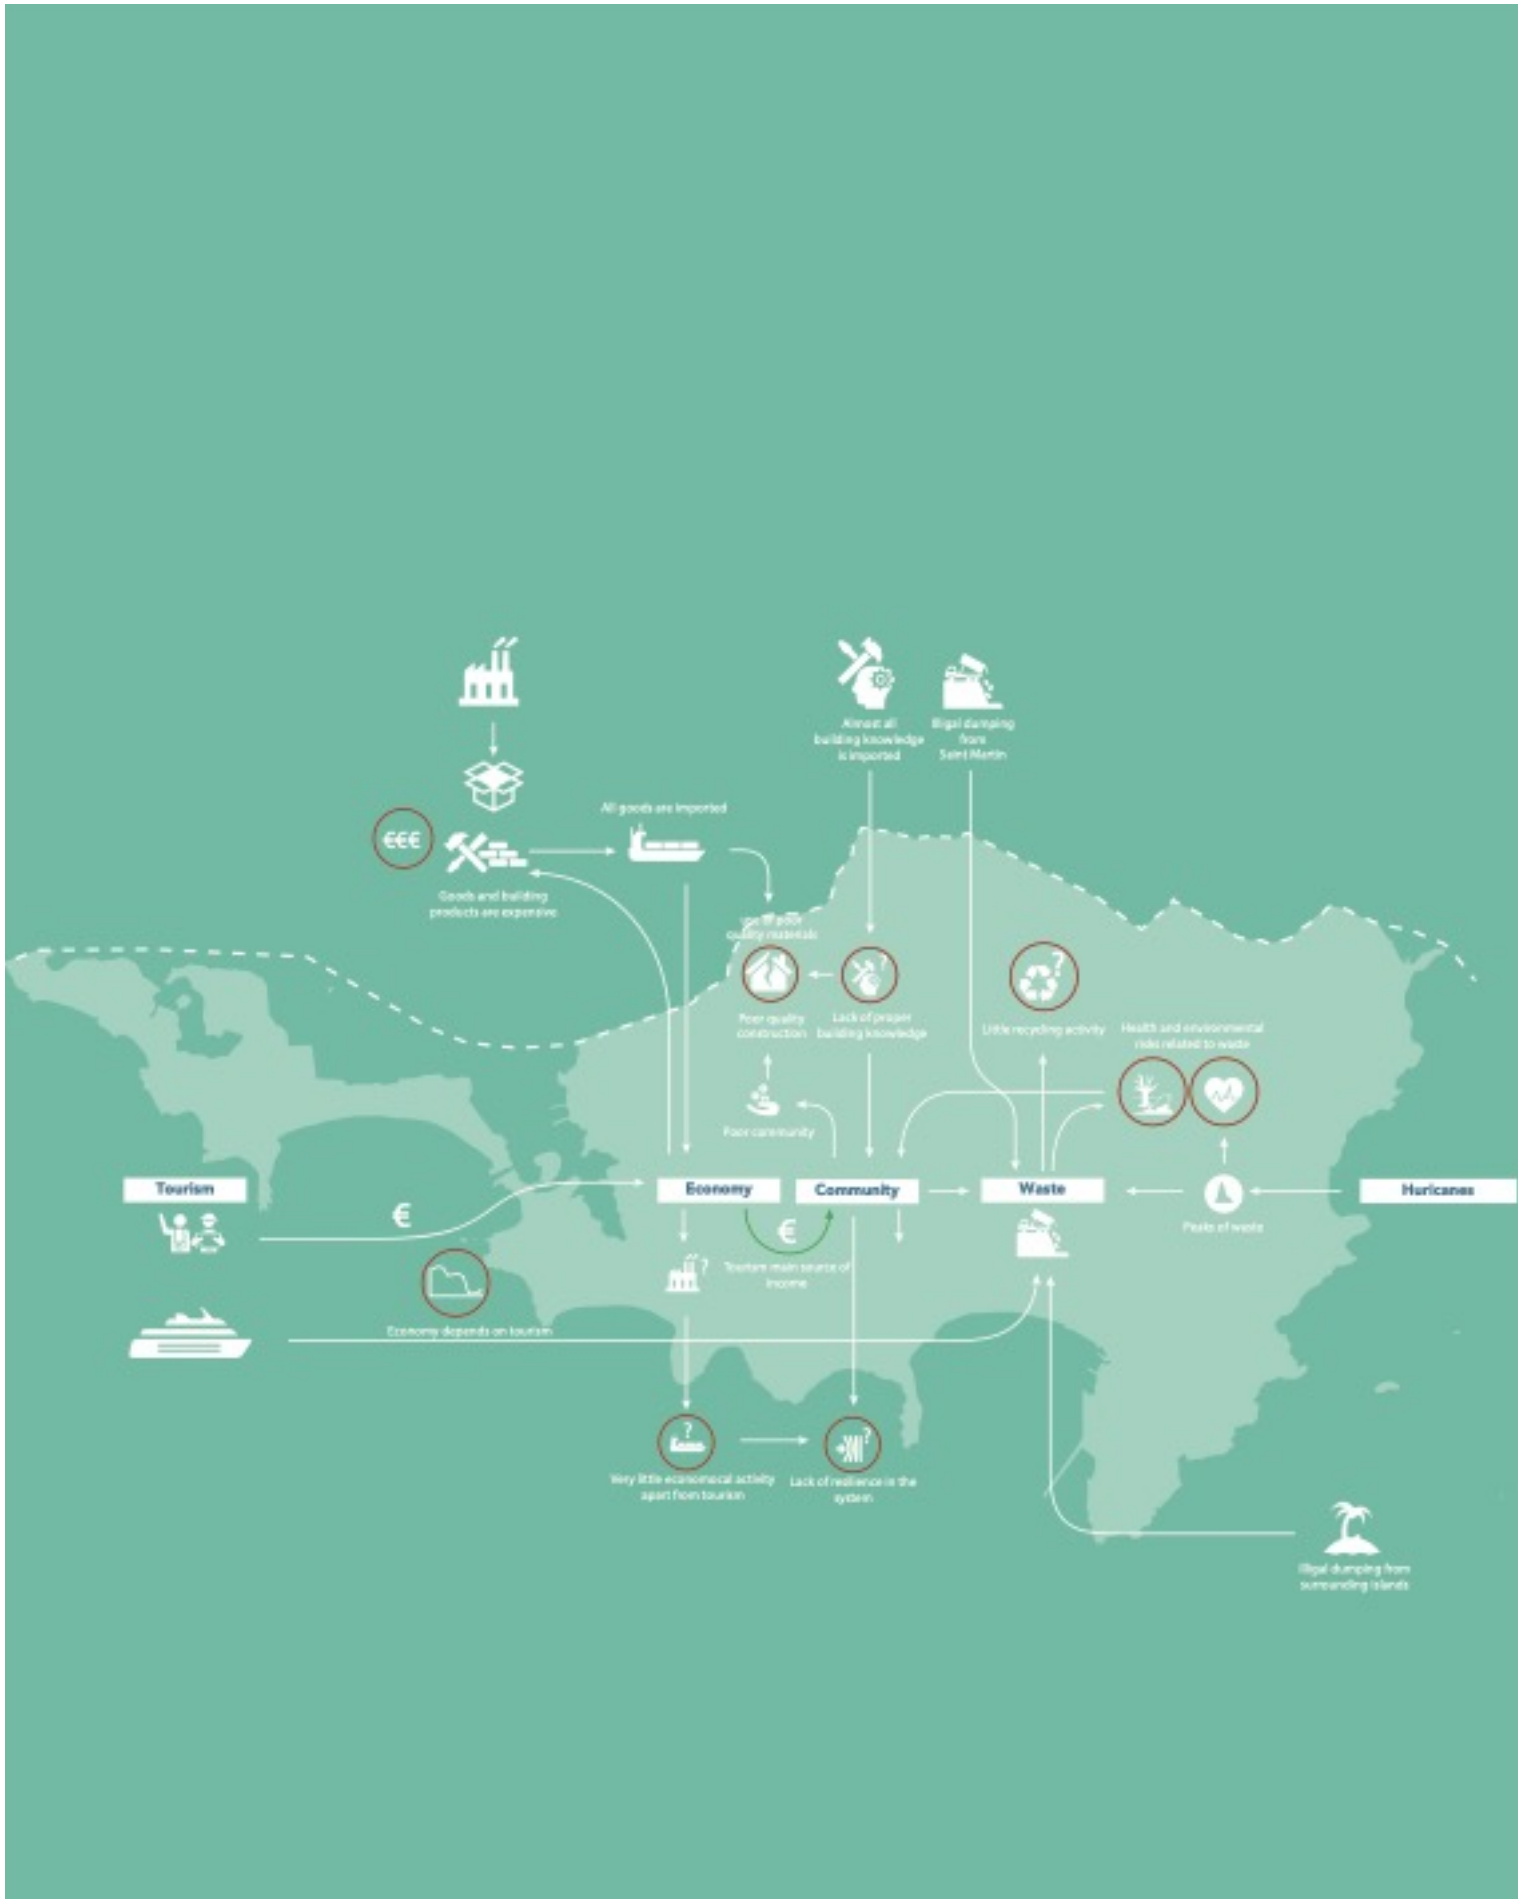 Almost all
building knowledge
is imported
Illigal dumping
from
Saint Martin
All goods are imported
€€€
Goods and building
products are expensive
use of poor
quality materials
?
?
Poor quality
construction
Lack of proper
building knowledge
Little recycling activity
Health and environmental
risks related to waste
Poor community
Tourism
Economy
Community
Waste
Huricanes
€
€
Peaks of waste
?
Tourism main source of
income
Economy depends on tourism
?
?
Very little economocal activity
apart from tourism
Lack of resilience in the
system
Illigal dumping from
surrounding islands